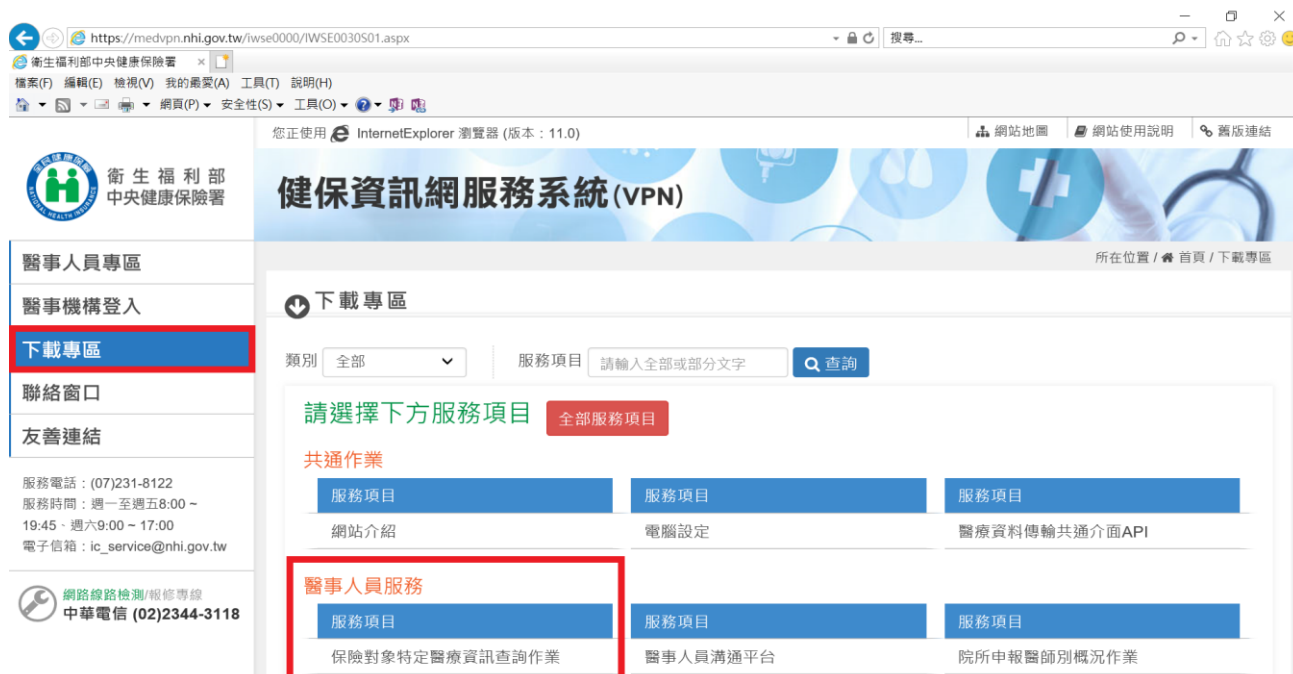 https://medvpn.nhi.gov.tw/iwse0000/IWSE0030S01.aspx
搜尋...
衛生福利部中央健康保險署
檔案(F) 編輯(E) 檢視(V) 我的最愛(A) 工具(T) 說明(H)
網頁(P) 安全性(S) 工具(O)
您正使用 InternetExplorer 瀏覽器 (版本：11.0)
網站地圖 網站使用說明 舊版連結
衛生福利部
中央健康保險署
健保資訊網服務系統(VPN)
所在位置 / 首頁 / 下載專區
醫事人員專區
醫事機構登入
下載專區
聯絡窗口
友善連結
服務電話：(07)231-8122
服務時間：週一至週五8:00 ~
19:45、週六9:00 ~ 17:00
電子信箱：ic_service@nhi.gov.tw
網路線路檢測/報修專線
中華電信 (02)2344-3118
下載專區
類別 全部 服務項目 請輸入全部或部分文字 查詢
請選擇下方服務項目 全部服務項目
共通作業
服務項目 服務項目 服務項目
網站介紹 電腦設定 醫療資料傳輸共通介面API
醫事人員服務
服務項目 服務項目 服務項目
保險對象特定醫療資訊查詢作業 醫事人員溝通平台 院所申報醫師別概況作業